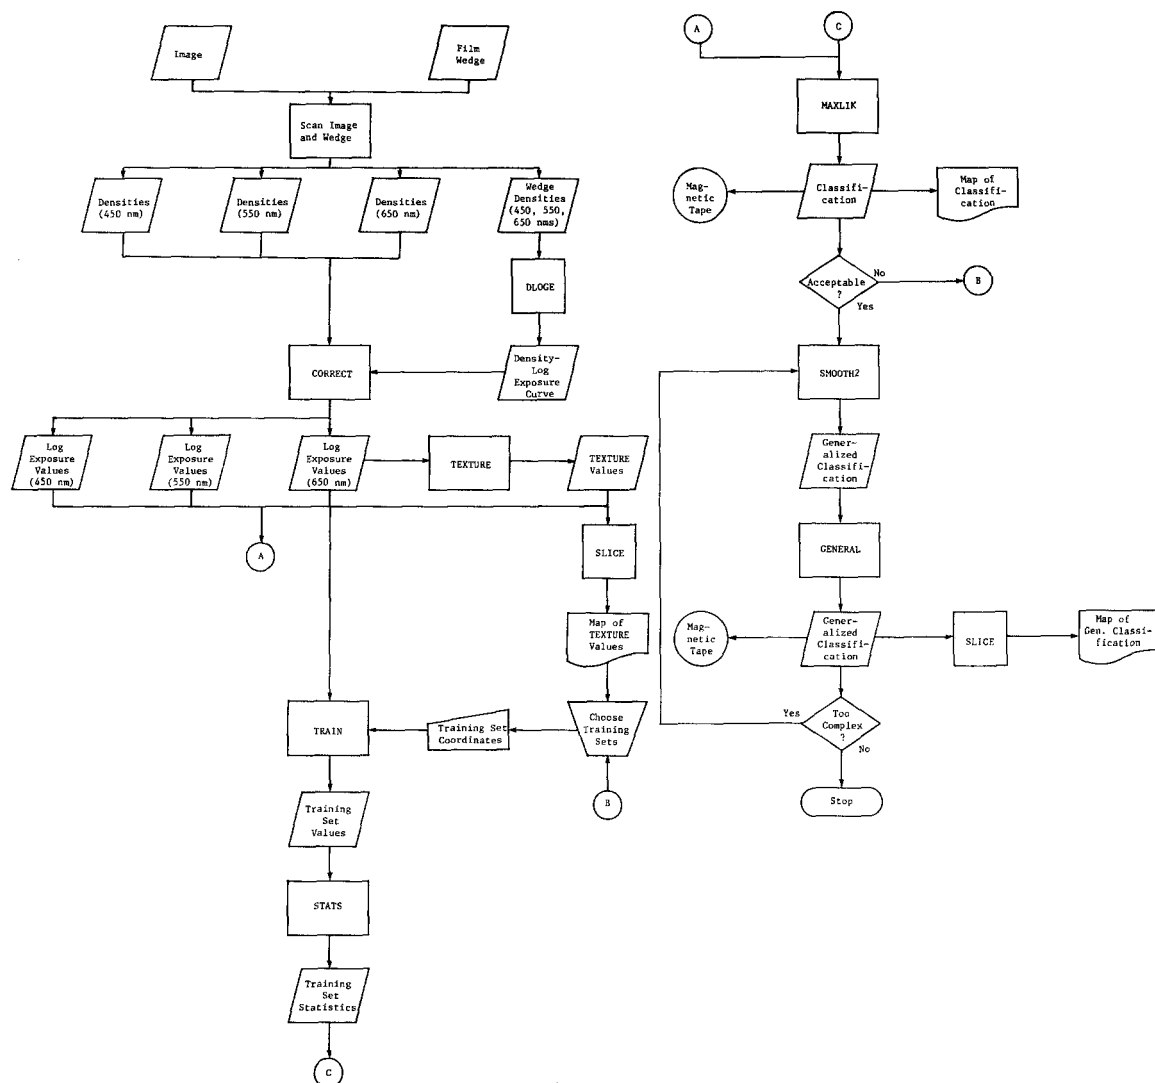 Image
Film
Wedge
Scan Image
and Wedge
Densities
(450 nm)
Densities
(550 nm)
Densities
(650 nm)
Wedge
Densities
(450, 550,
650 nms)
DLOGE
CORRECT
Density-
Log
Exposure
Curve
Log
Exposure
Values
(450 nm)
Log
Exposure
Values
(550 nm)
Log
Exposure
Values
(650 nm)
TEXTURE
TEXTURE
Values
A
SLICE
Map of
TEXTURE
Values
TRAIN
Training Set
Coordinates
Choose
Training
Sets
B
Training
Set
Values
STATS
Training
Set
Statistics
C
A
C
MAXLIK
Mag-
netic
Tape
Classifi-
cation
Map of
Classifi-
cation
Acceptable
?
No
B
Yes
SMOOTH2
Gener-
alized
Classifi-
cation
GENERAL
Mag-
netic
Tape
Gener-
alized
Classifi-
cation
SLICE
Map of
Gen. Classi-
fication
Yes
Too
Complex
?
No
Stop